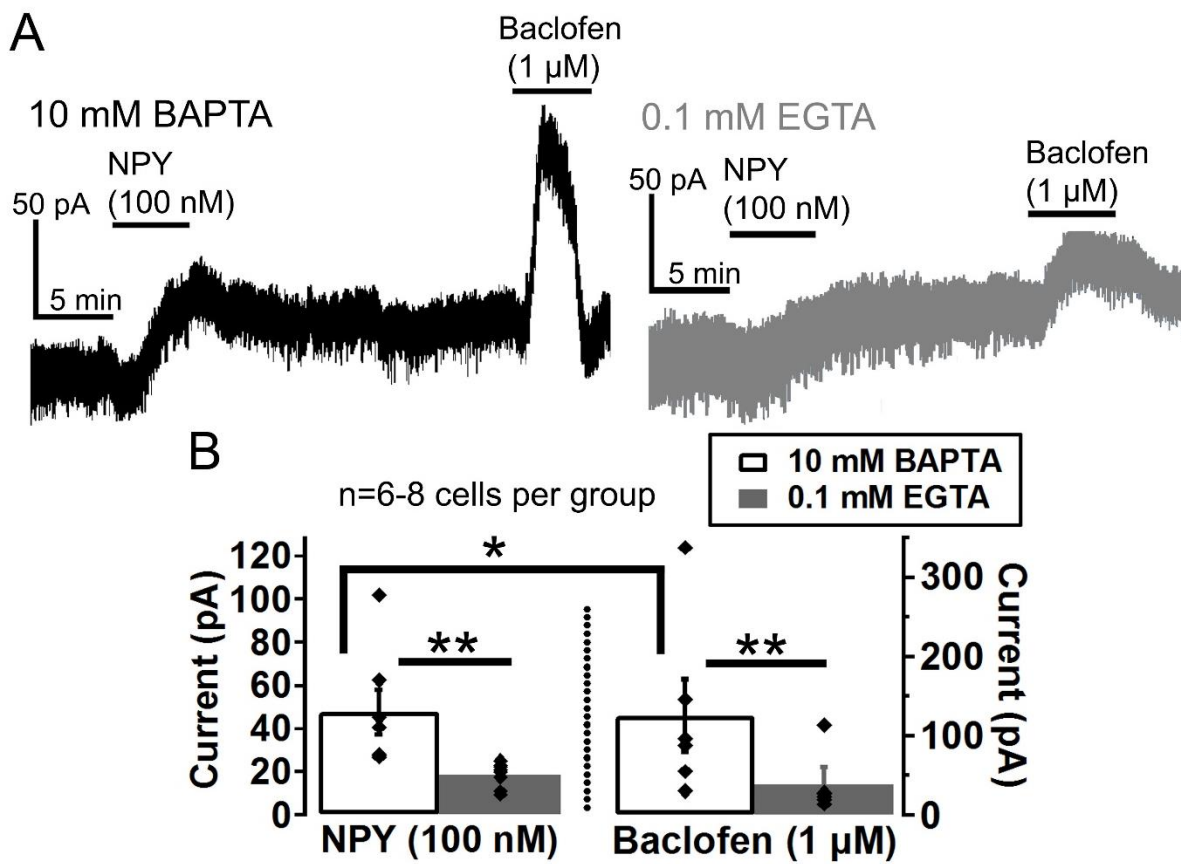 A
10 mM BAPTA
NPY
(100 nM)
50 pA
5 min
Baclofen
(1 µM)
0.1 mM EGTA
NPY
(100 nM)
50 pA
5 min
Baclofen
(1 µM)
B
n=6-8 cells per group
10 mM BAPTA
0.1 mM EGTA
Current (pA)
120
100
80
60
40
20
0
*
**
**
300
200
100
0
Current (pA)
NPY (100 nM)
Baclofen (1 µM)